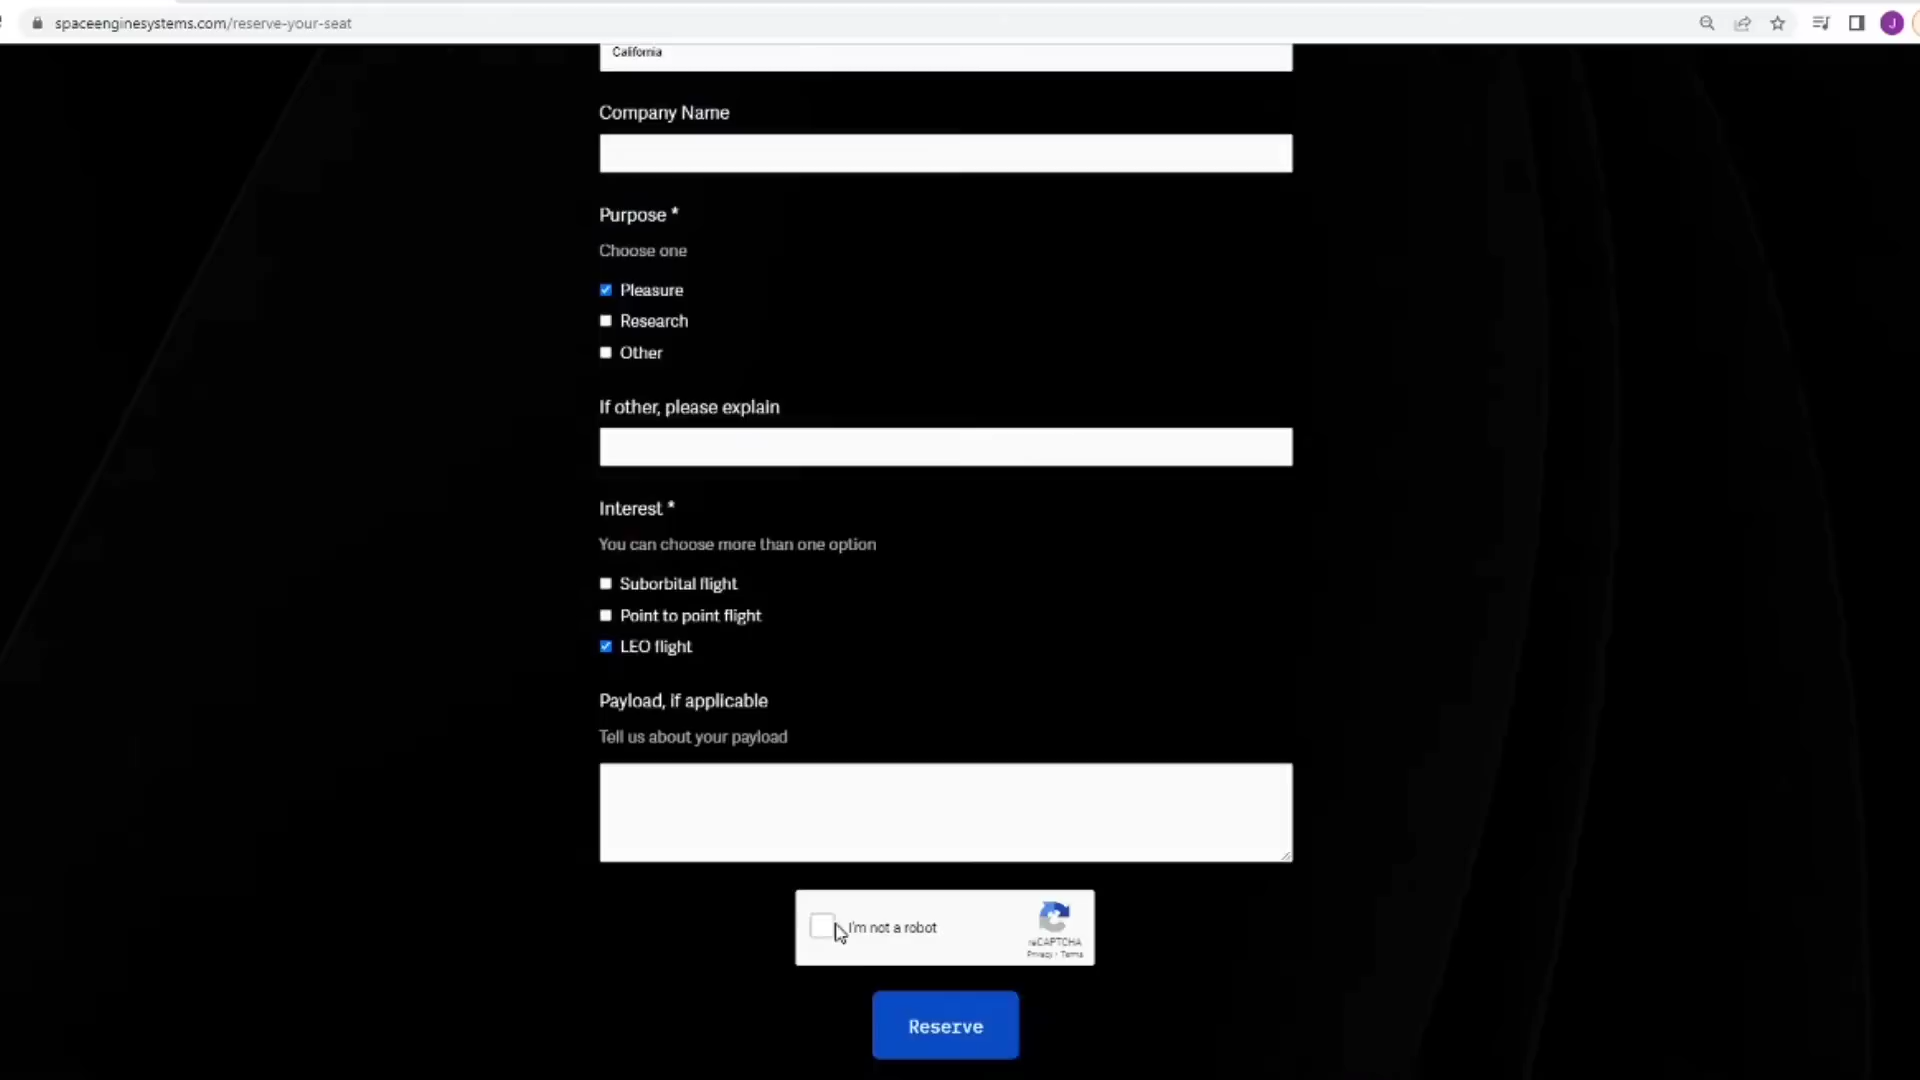 spaceenginesystems.com/reserve-your-seat
J
California
Company Name
Purpose *
Choose one
Pleasure
Research
Other
If other, please explain
Interest *
You can choose more than one option
Suborbital flight
Point to point flight
LEO flight
Payload, if applicable
Tell us about your payload
I'm not a robot
reCAPTCHA
Privacy - Terms
Reserve